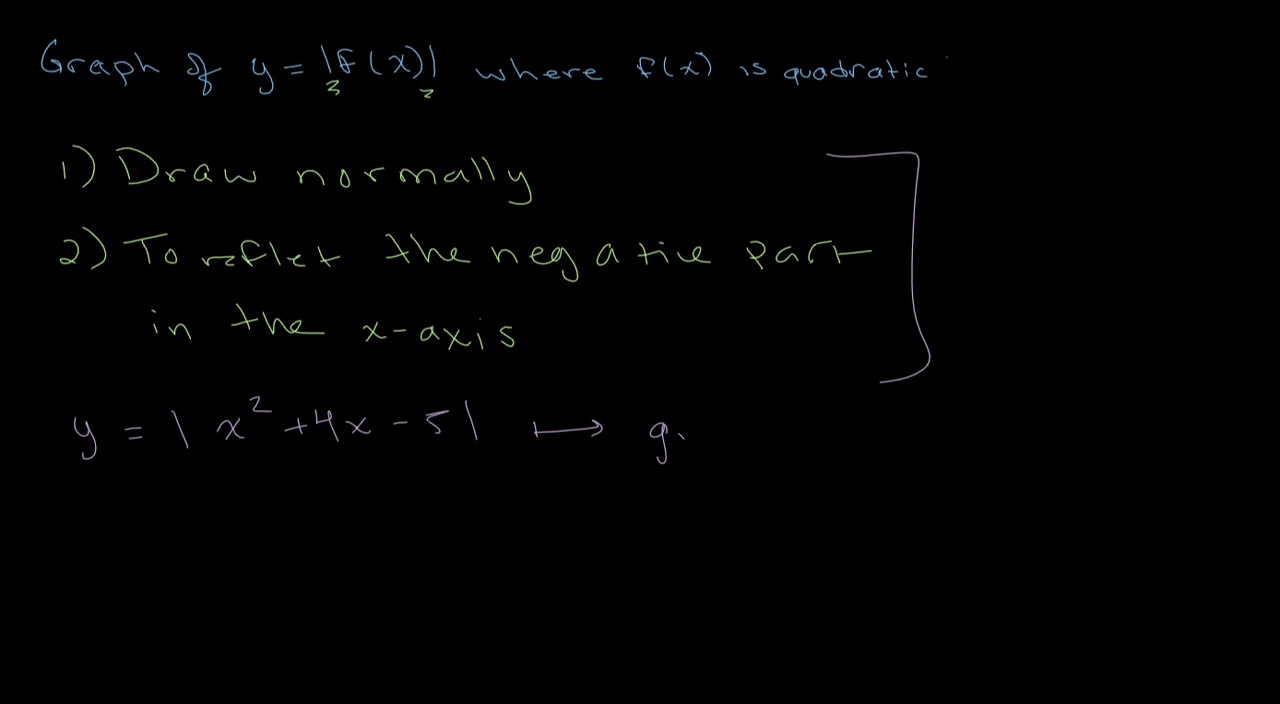 Graph of y = |f(x)| where f(x) is quadratic
1) Draw normally
2) To reflet the negative part
in the x-axis
y = | x² + 4x - 5 | ⟼ g